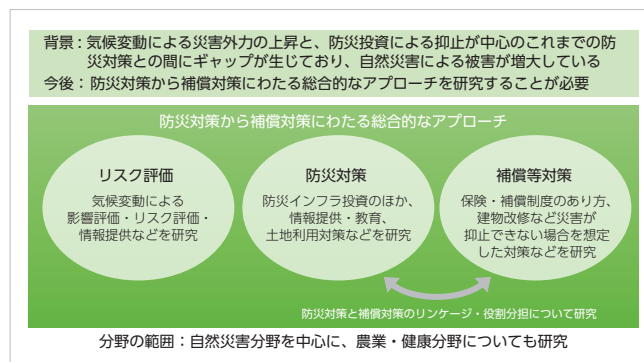 背景：気候変動による災害外力の上昇と、防災投資による抑止が中心のこれまでの防
災対策との間にギャップが生じており、自然災害による被害が増大している
今後：防災対策から補償対策にわたる総合的なアプローチを研究することが必要
防災対策から補償対策にわたる総合的なアプローチ
リスク評価
気候変動による
影響評価・リスク評価・
情報提供などを研究
防災対策
防災インフラ投資のほか、
情報提供・教育、
土地利用対策などを研究
補償等対策
保険・補償制度のあり方、
建物改修など災害が
抑止できない場合を想定
した対策などを研究
防災対策と補償対策のリンケージ・役割分担について研究
分野の範囲：自然災害分野を中心に、農業・健康分野についても研究